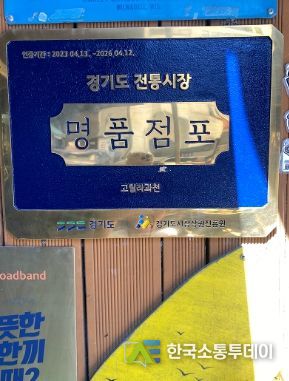 인증기간 : 2023.04.13. ~2026.04.12.
경기도 전통시장
명품점포
고릴라과천
경기도
경기도시장상권진흥원
oadband
뜻한
한끼
때?
한국소통투데이